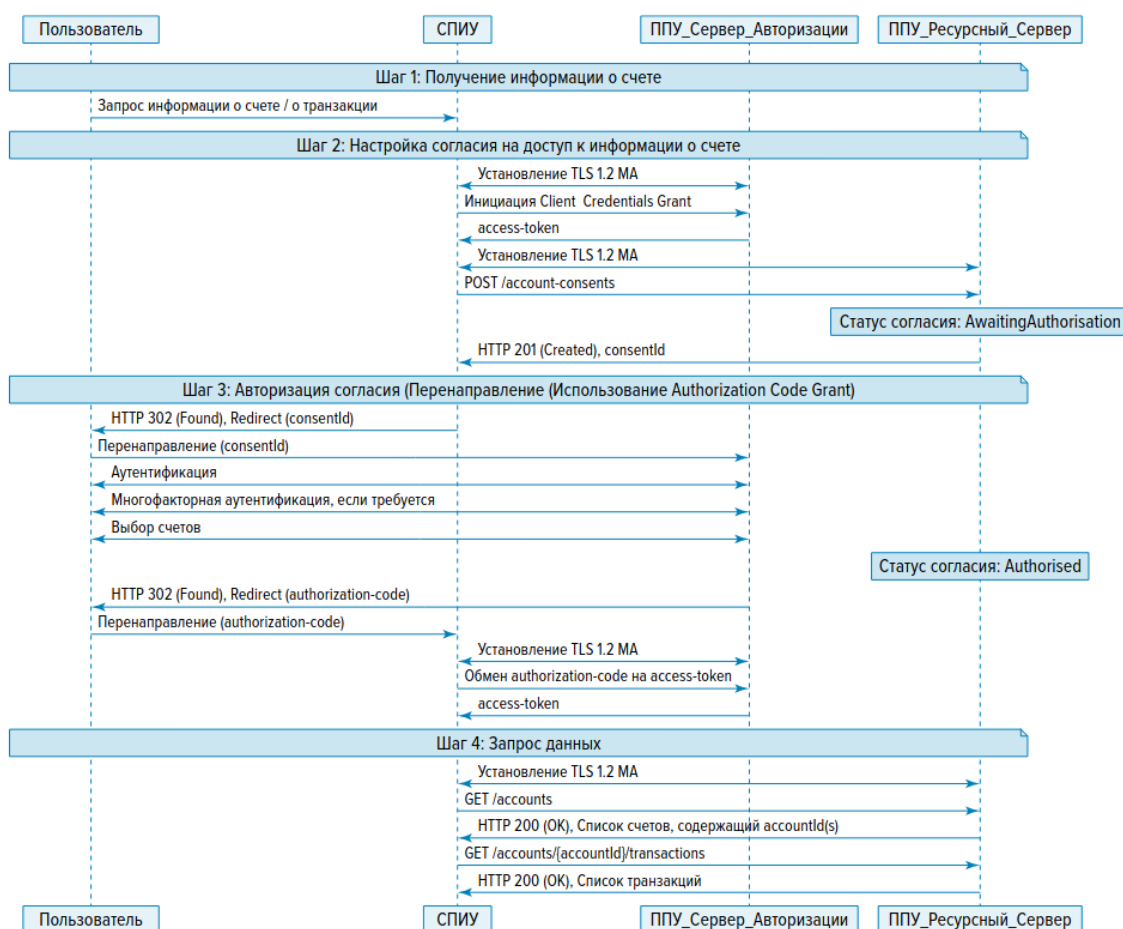 Пользователь
СПИУ
ППУ_Сервер_Авторизации
ППУ_Ресурсный_Сервер
Шаг 1: Получение информации о счете
Запрос информации о счете / о транзакции
Шаг 2: Настройка согласия на доступ к информации о счете
Установление TLS 1.2 MA
Инициация Client Credentials Grant
access-token
Установление TLS 1.2 MA
POST /account-consents
Статус согласия: AwaitingAuthorisation
HTTP 201 (Created), consentId
Шаг 3: Авторизация согласия (Перенаправление (Использование Authorization Code Grant)
HTTP 302 (Found), Redirect (consentId)
Перенаправление (consentId)
Аутентификация
Многофакторная аутентификация, если требуется
Выбор счетов
Статус согласия: Authorised
HTTP 302 (Found), Redirect (authorization-code)
Перенаправление (authorization-code)
Установление TLS 1.2 MA
Обмен authorization-code на access-token
access-token
Шаг 4: Запрос данных
Установление TLS 1.2 MA
GET /accounts
HTTP 200 (OK), Список счетов, содержащий accountId(s)
GET /accounts/{accountId}/transactions
HTTP 200 (OK), Список транзакций
Пользователь
СПИУ
ППУ_Сервер_Авторизации
ППУ_Ресурсный_Сервер